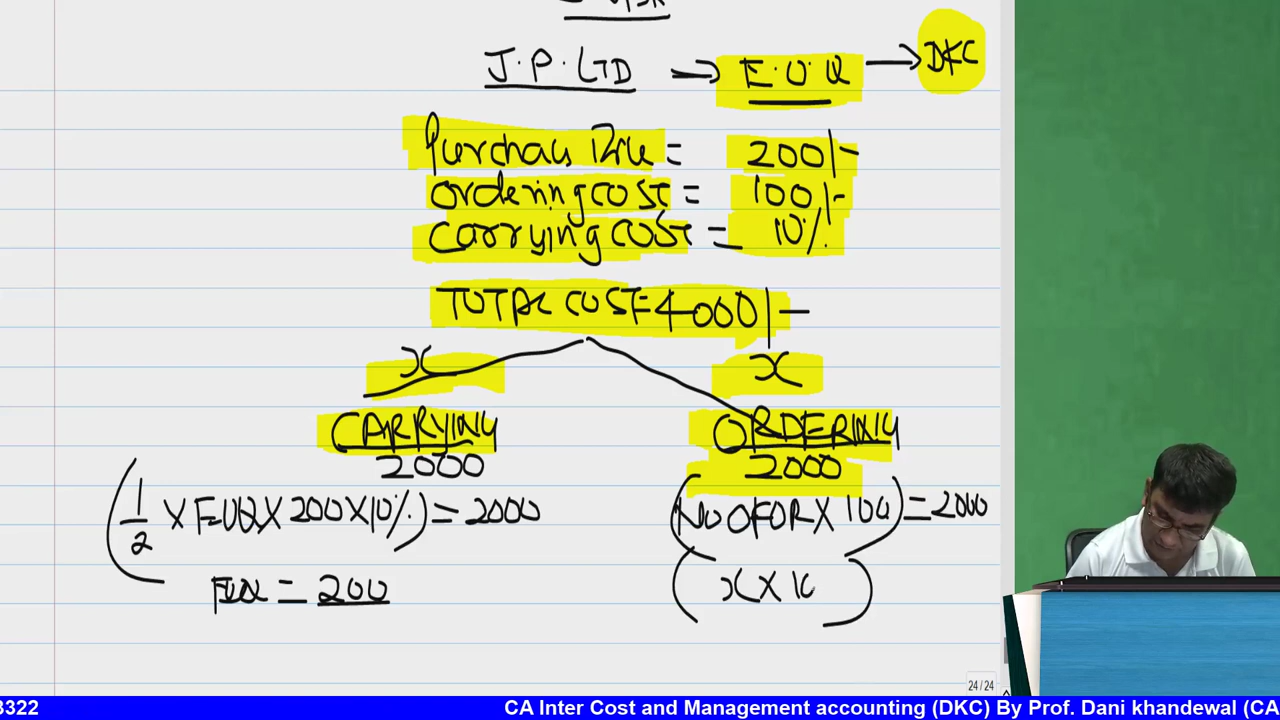 J.P.LTD → E.O.Q → DKC
Purchase Price = 200/-
ordering cost = 100/-
carrying cost = 10%
TOTAL COST = 4000/-
x x
CARRYING ORDERING
2000 2000
(1/2 X EOQ X 200 X 10%) = 2000 (NO OF OR X 100) = 2000
EOQ = 200 (x X 10 )
24/24
3322 CA Inter Cost and Management accounting (DKC) By Prof. Dani khandewal (CA